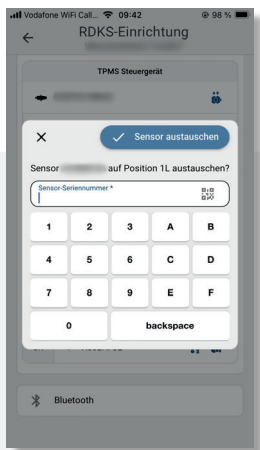 Vodafone WiFi Call... 09:42 98 %
RDKS-Einrichtung
TPMS Steuergerät
Sensor austauschen
Sensor auf Position 1L austauschen?
Sensor-Seriennummer *
1 2 3 A B
4 5 6 C D
7 8 9 E F
0 backspace
Bluetooth